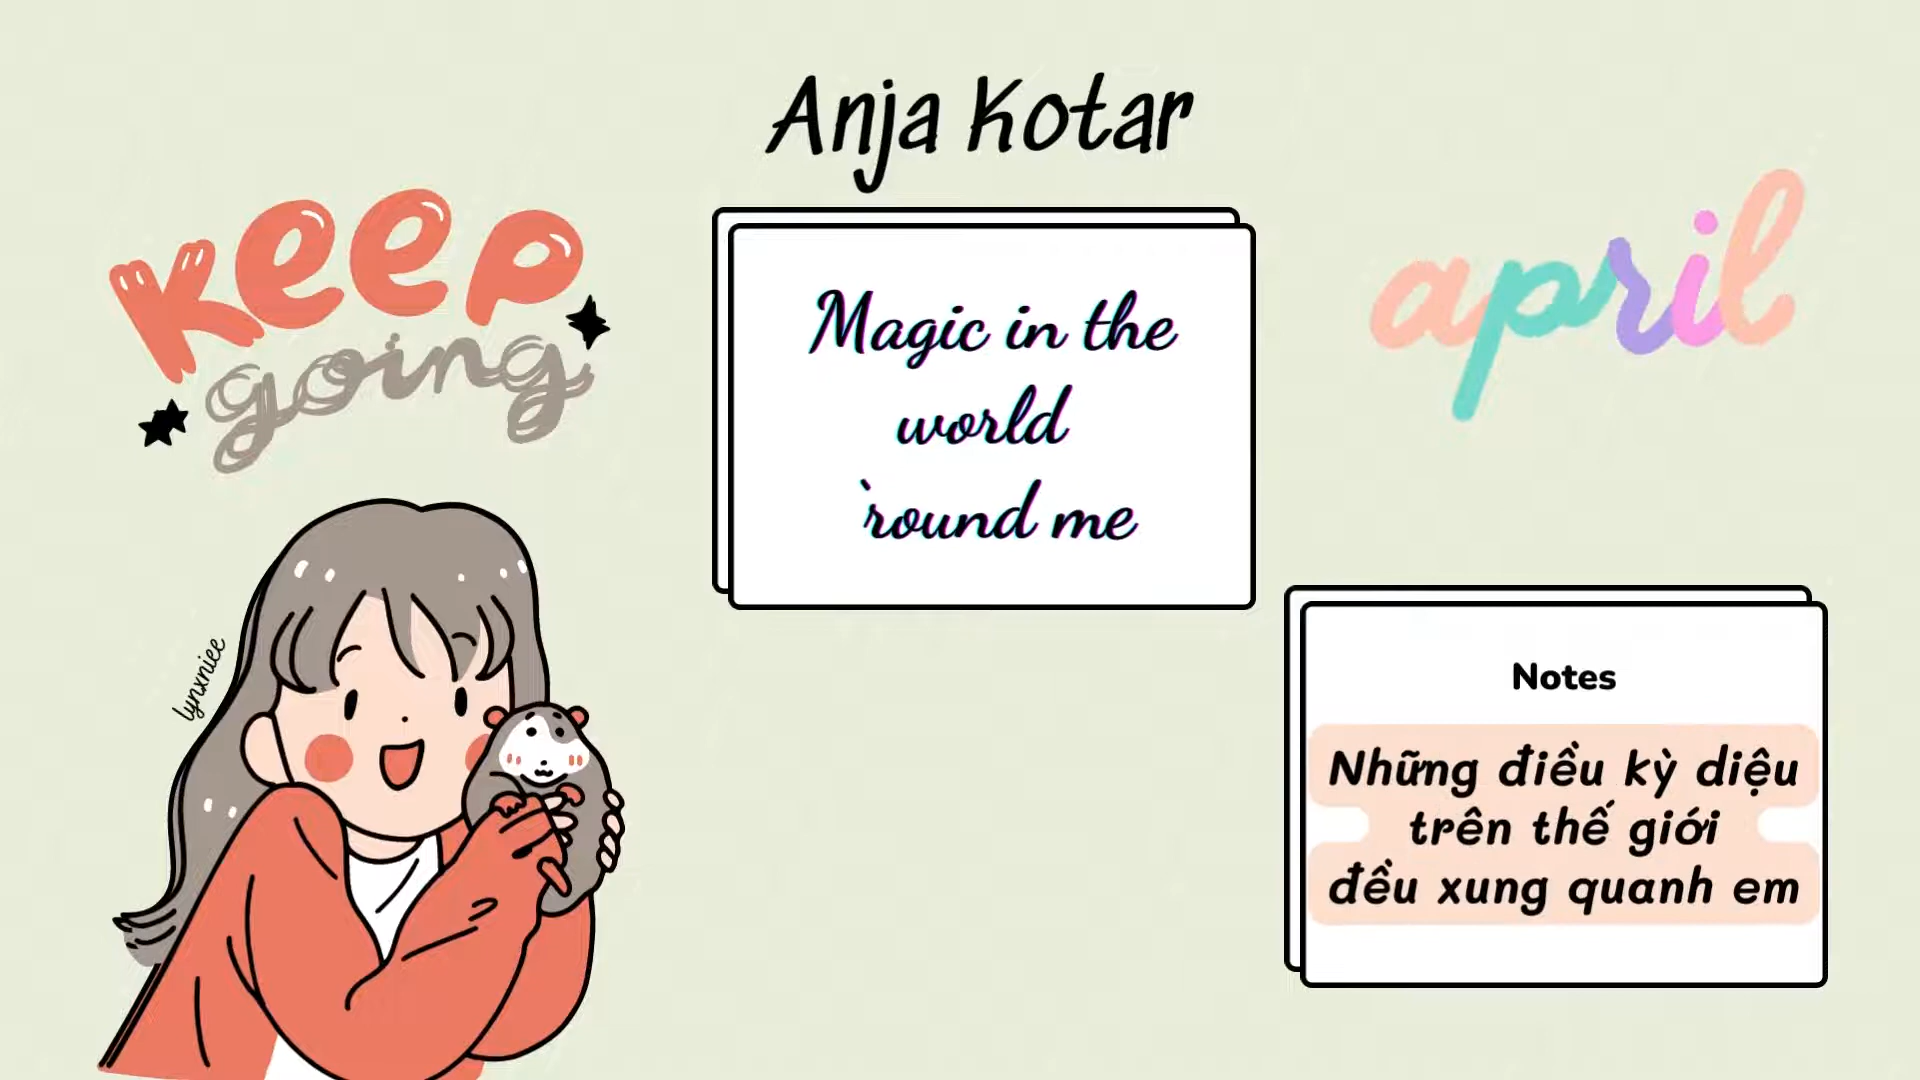 Anja Kotar
Keep
going
april
Magic in the
world
`round me
lynxniee
Notes
Những điều kỳ diệu
trên thế giới
đều xung quanh em